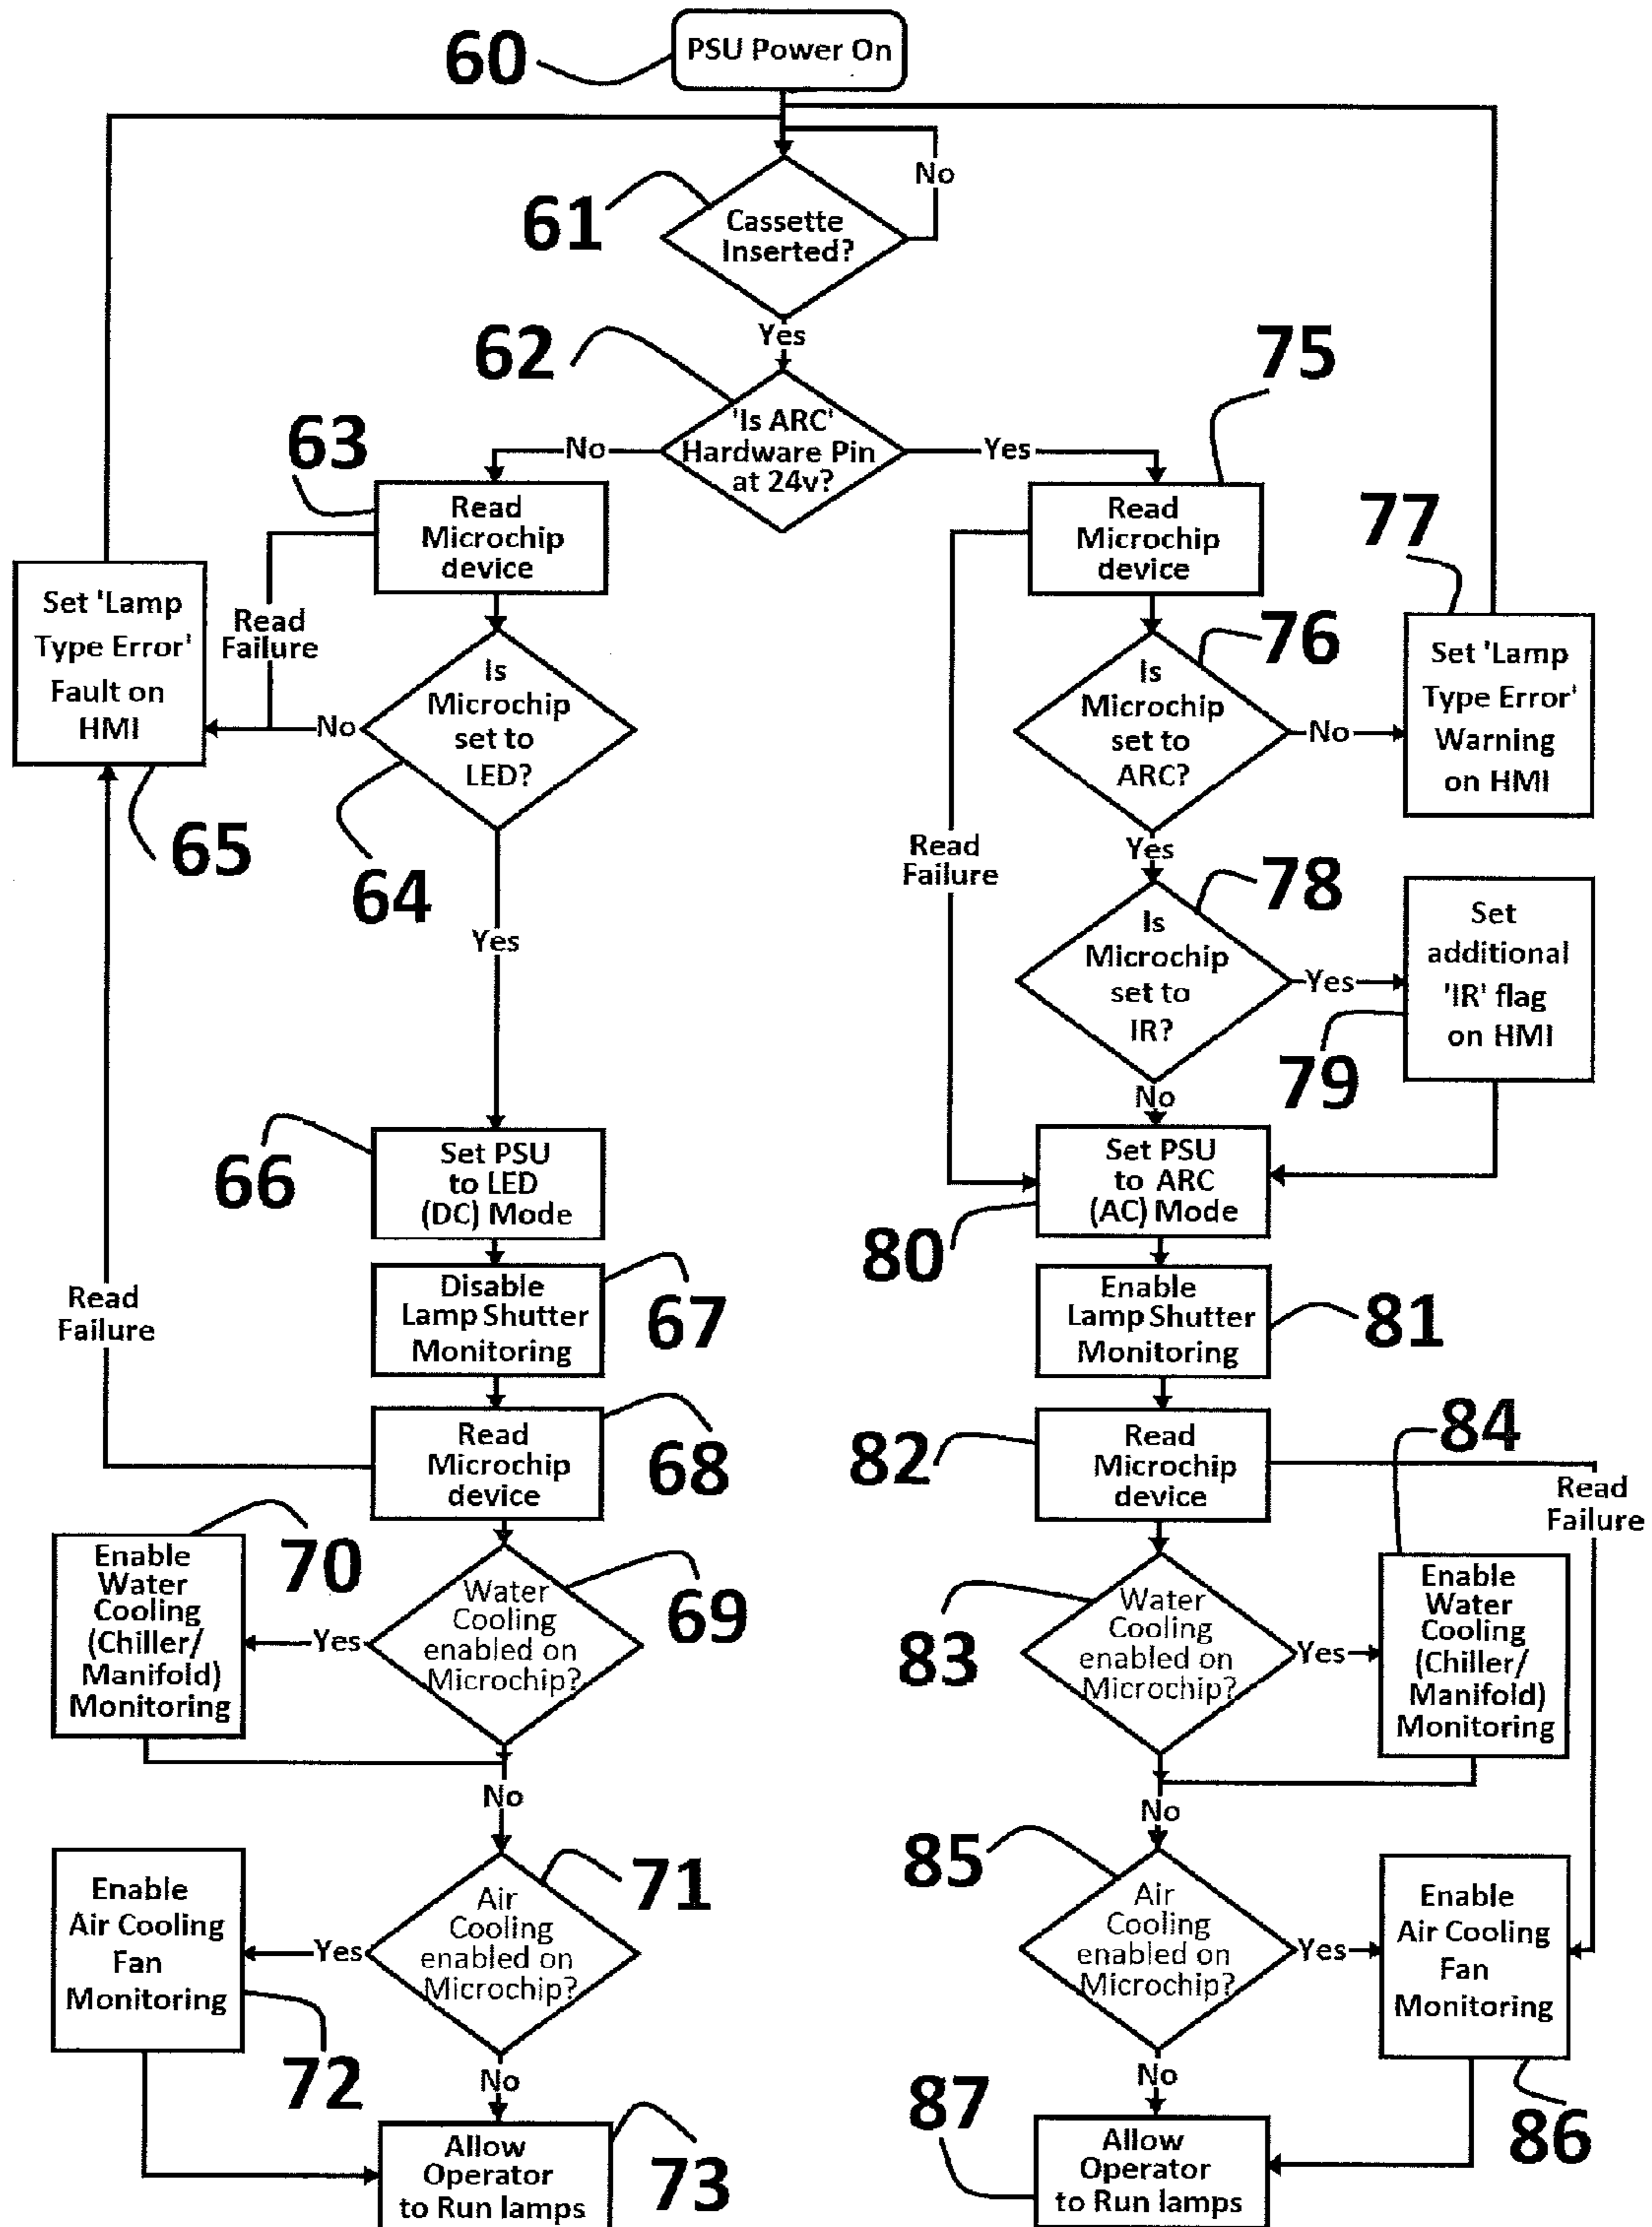 60
PSU Power On
No
61
Cassette
Inserted?
Yes
62
75
'Is ARC'
Hardware Pin
at 24v?
No
Yes
63
Read
Microchip
device
Read
Microchip
device
77
Set 'Lamp
Type Error'
Fault on
HMI
Read
Failure
Is
Microchip
set to
LED?
No
76
Is
Microchip
set to
ARC?
No
Set 'Lamp
Type Error'
Warning
on HMI
65
64
Read
Failure
Yes
78
Yes
Is
Microchip
set to
IR?
Yes
Set
additional
'IR' flag
on HMI
79
No
66
Set PSU
to LED
(DC) Mode
Set PSU
to ARC
(AC) Mode
80
Read
Failure
Disable
Lamp Shutter
Monitoring
67
Enable
Lamp Shutter
Monitoring
81
Read
Microchip
device
68
82
Read
Microchip
device
84
Read
Failure
70
Enable
Water
Cooling
(Chiller/
Manifold)
Monitoring
Yes
Water
Cooling
enabled on
Microchip?
69
83
Water
Cooling
enabled on
Microchip?
Yes
Enable
Water
Cooling
(Chiller/
Manifold)
Monitoring
No
No
Enable
Air Cooling
Fan
Monitoring
Yes
Air
Cooling
enabled on
Microchip?
71
85
Air
Cooling
enabled on
Microchip?
Yes
Enable
Air Cooling
Fan
Monitoring
72
No
No
87
86
Allow
Operator
to Run lamps
73
Allow
Operator
to Run lamps